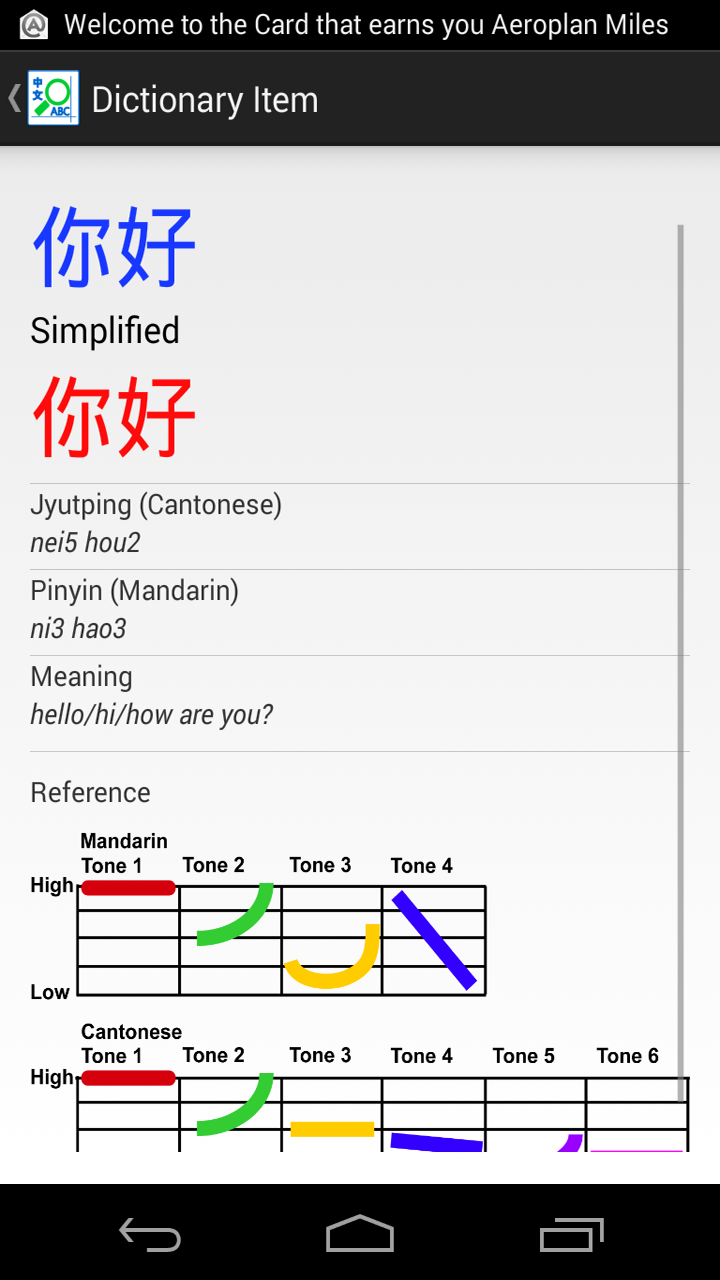 Welcome to the Card that earns you Aeroplan Miles
中
文
ABC
Dictionary Item
你好
Simplified
你好
Jyutping (Cantonese)
nei5 hou2
Pinyin (Mandarin)
ni3 hao3
Meaning
hello/hi/how are you?
Reference
Mandarin
Tone 1 Tone 2 Tone 3 Tone 4
High
Low
Cantonese
Tone 1 Tone 2 Tone 3 Tone 4 Tone 5 Tone 6
High